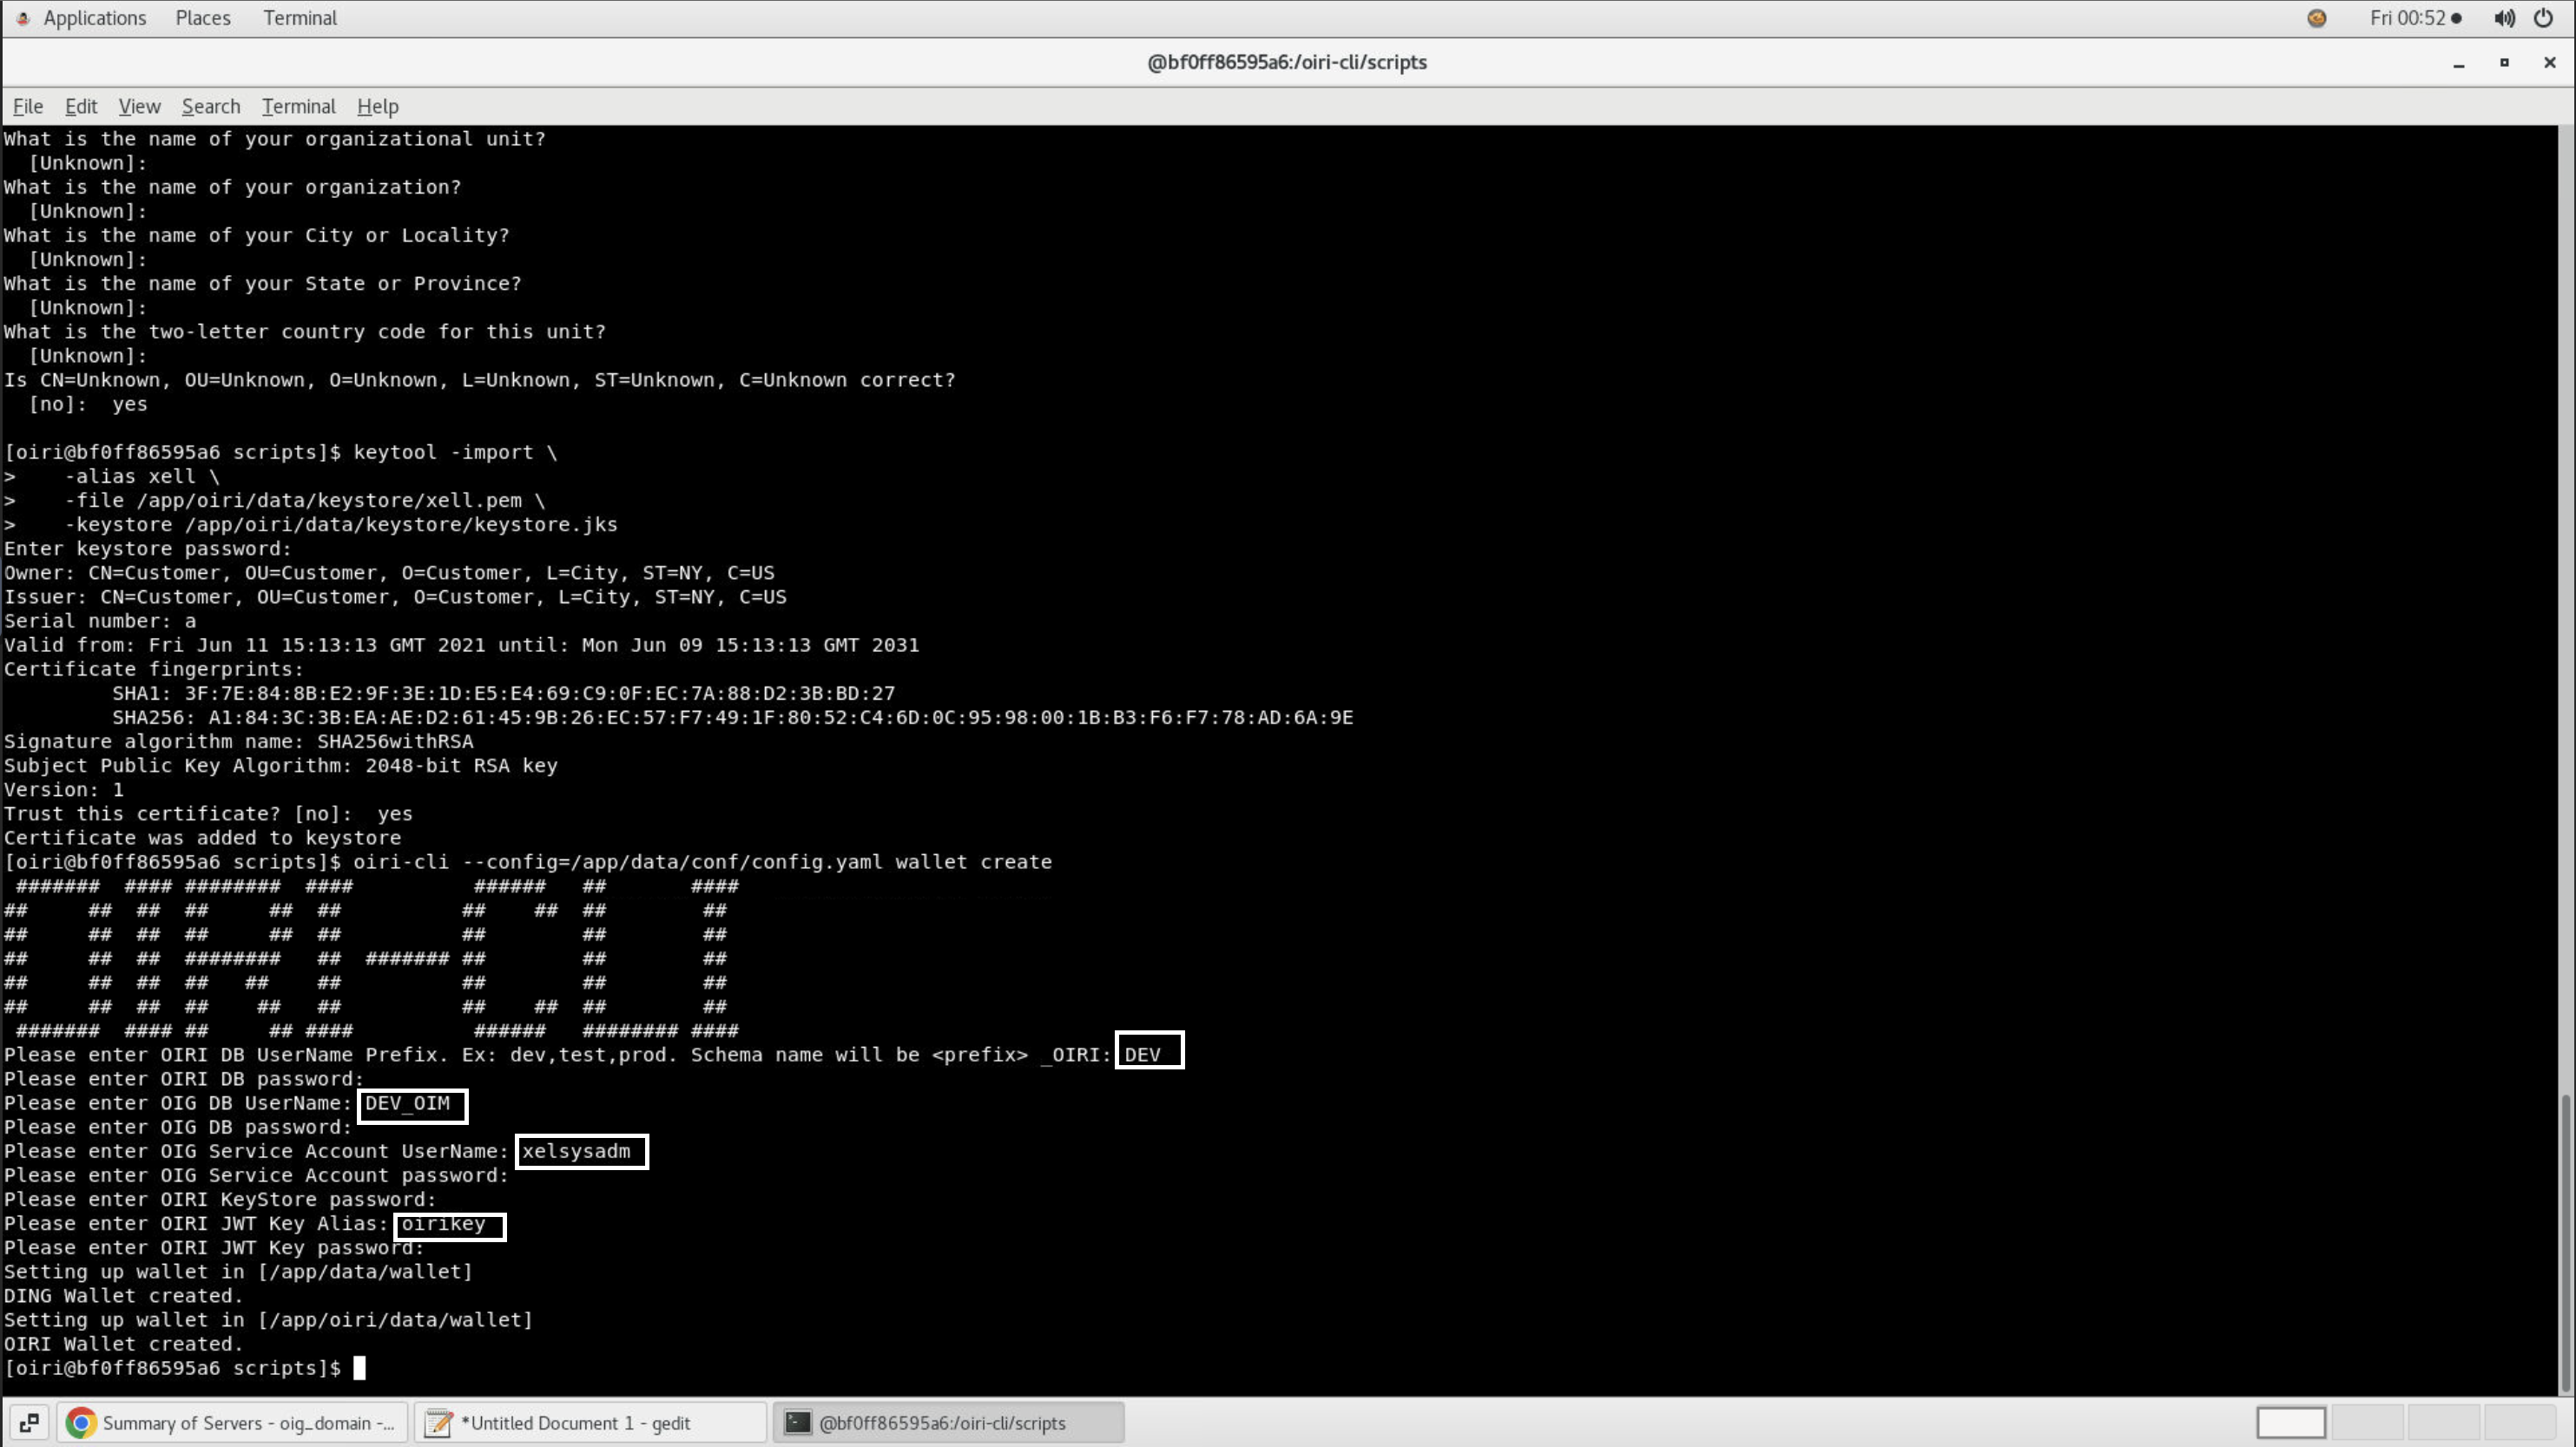 Applications Places Terminal Fri 00:52
@bf0ff86595a6:/oiri-cli/scripts
File Edit View Search Terminal Help
What is the name of your organizational unit?
  [Unknown]:
What is the name of your organization?
  [Unknown]:
What is the name of your City or Locality?
  [Unknown]:
What is the name of your State or Province?
  [Unknown]:
What is the two-letter country code for this unit?
  [Unknown]:
Is CN=Unknown, OU=Unknown, O=Unknown, L=Unknown, ST=Unknown, C=Unknown correct?
  [no]:  yes
[oiri@bf0ff86595a6 scripts]$ keytool -import \
>    -alias xell \
>    -file /app/oiri/data/keystore/xell.pem \
>    -keystore /app/oiri/data/keystore/keystore.jks
Enter keystore password:
Owner: CN=Customer, OU=Customer, O=Customer, L=City, ST=NY, C=US
Issuer: CN=Customer, OU=Customer, O=Customer, L=City, ST=NY, C=US
Serial number: a
Valid from: Fri Jun 11 15:13:13 GMT 2021 until: Mon Jun 09 15:13:13 GMT 2031
Certificate fingerprints:
         SHA1: 3F:7E:84:8B:E2:9F:3E:1D:E5:E4:69:C9:0F:EC:7A:88:D2:3B:BD:27
         SHA256: A1:84:3C:3B:EA:AE:D2:61:45:9B:26:EC:57:F7:49:1F:80:52:C4:6D:0C:95:98:00:1B:B3:F6:F7:78:AD:6A:9E
Signature algorithm name: SHA256withRSA
Subject Public Key Algorithm: 2048-bit RSA key
Version: 1
Trust this certificate? [no]:  yes
Certificate was added to keystore
[oiri@bf0ff86595a6 scripts]$ oiri-cli --config=/app/data/conf/config.yaml wallet create
 #######  #### ########  ####          ######   ##       ####
##     ##  ##  ##     ##  ##          ##    ##  ##        ##
##     ##  ##  ##     ##  ##          ##        ##        ##
##     ##  ##  ########   ##  ####### ##        ##        ##
##     ##  ##  ##   ##    ##          ##        ##        ##
##     ##  ##  ##    ##   ##          ##    ##  ##        ##
 #######  #### ##     ## ####          ######   ######## ####
Please enter OIRI DB UserName Prefix. Ex: dev,test,prod. Schema name will be <prefix> _OIRI: DEV
Please enter OIRI DB password:
Please enter OIG DB UserName: DEV_OIM
Please enter OIG DB password:
Please enter OIG Service Account UserName: xelsysadm
Please enter OIG Service Account password:
Please enter OIRI KeyStore password:
Please enter OIRI JWT Key Alias: oirikey
Please enter OIRI JWT Key password:
Setting up wallet in [/app/data/wallet]
DING Wallet created.
Setting up wallet in [/app/oiri/data/wallet]
OIRI Wallet created.
[oiri@bf0ff86595a6 scripts]$
Summary of Servers - oig_domain -... *Untitled Document 1 - gedit @bf0ff86595a6:/oiri-cli/scripts